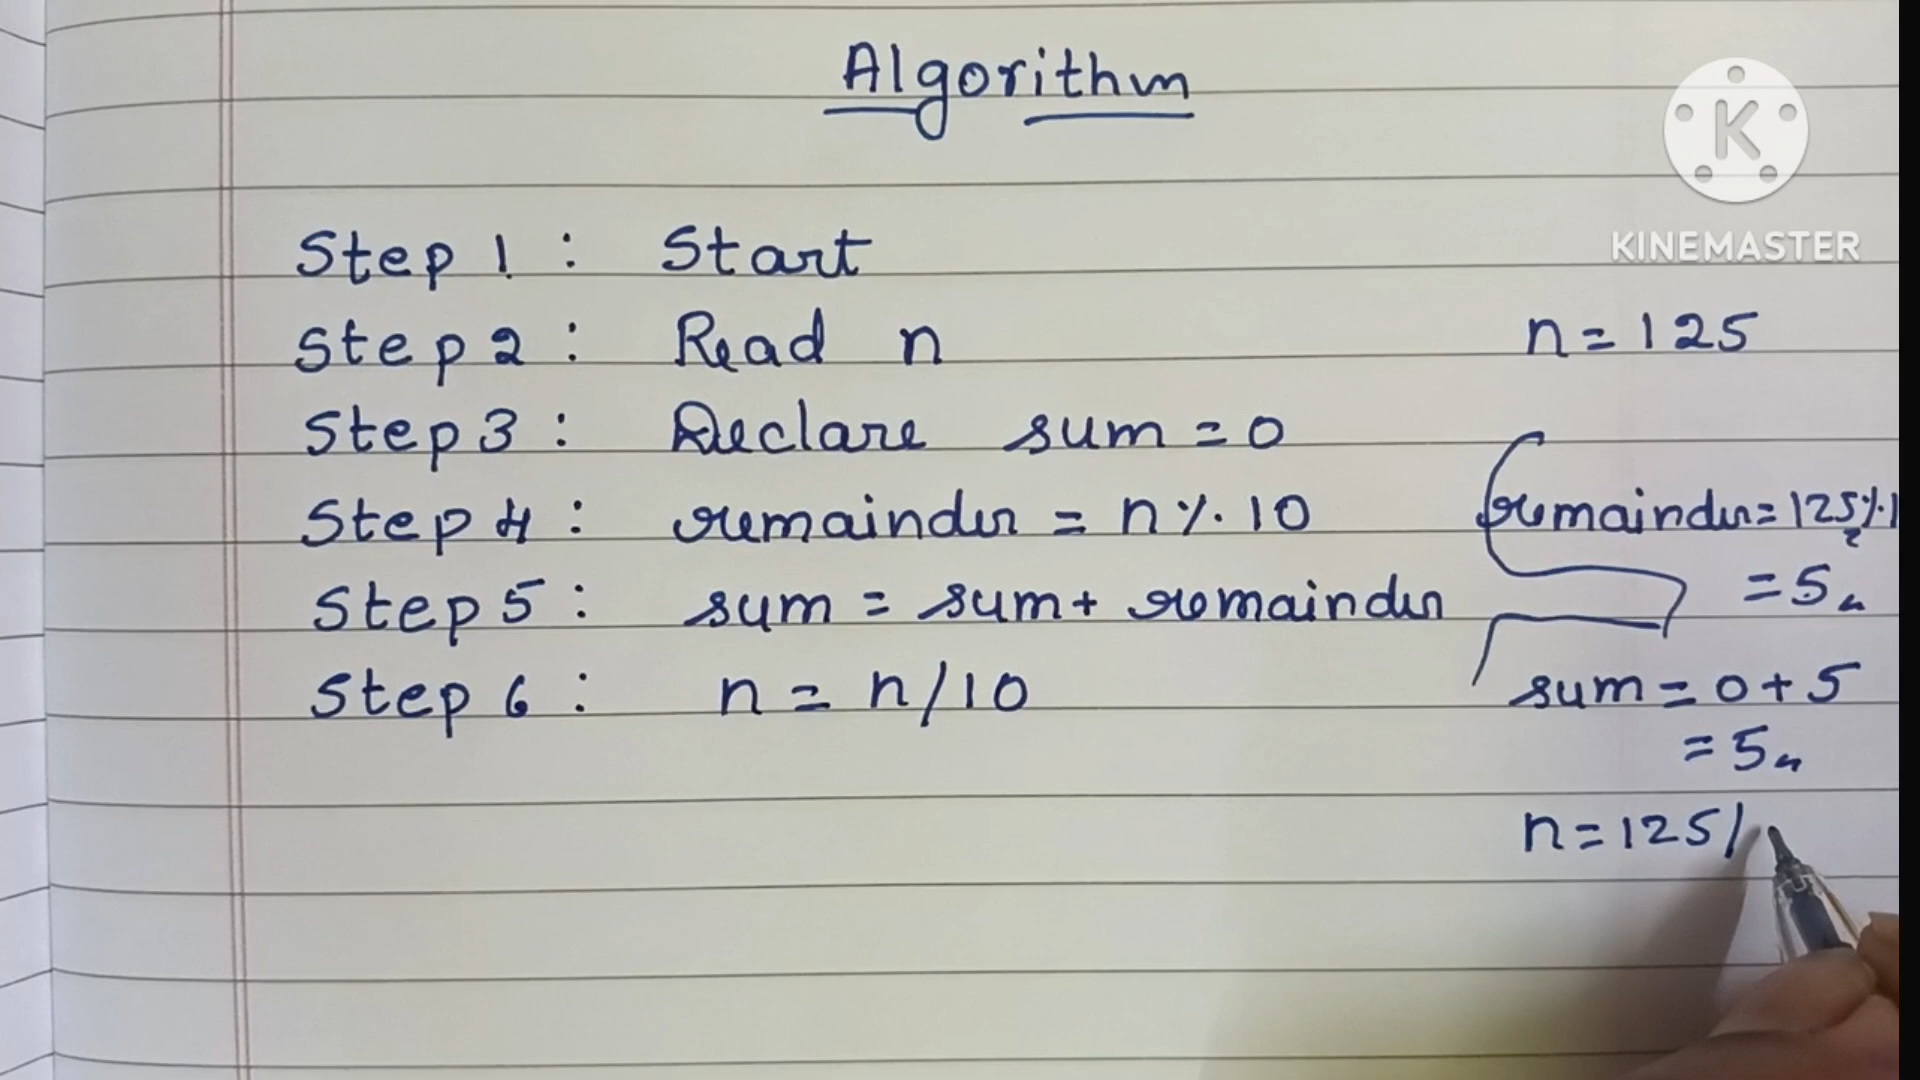 Algorithm
K
KINEMASTER
Step 1 : Start
Step 2 : Read n
n = 125
Step 3 : Declare sum = 0
Step 4 : remainder = n % 10
remainder = 125 % 1
Step 5 : sum = sum + remainder
= 5
Step 6 : n = n / 10
sum = 0 + 5
= 5
n = 125 /